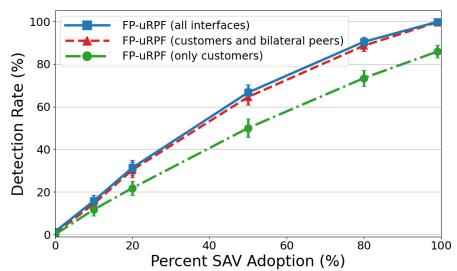 FP-uRPF (all interfaces)
FP-uRPF (customers and bilateral peers)
FP-uRPF (only customers)
Detection Rate (%)
100
80
60
40
20
0
0 20 40 60 80 100
Percent SAV Adoption (%)